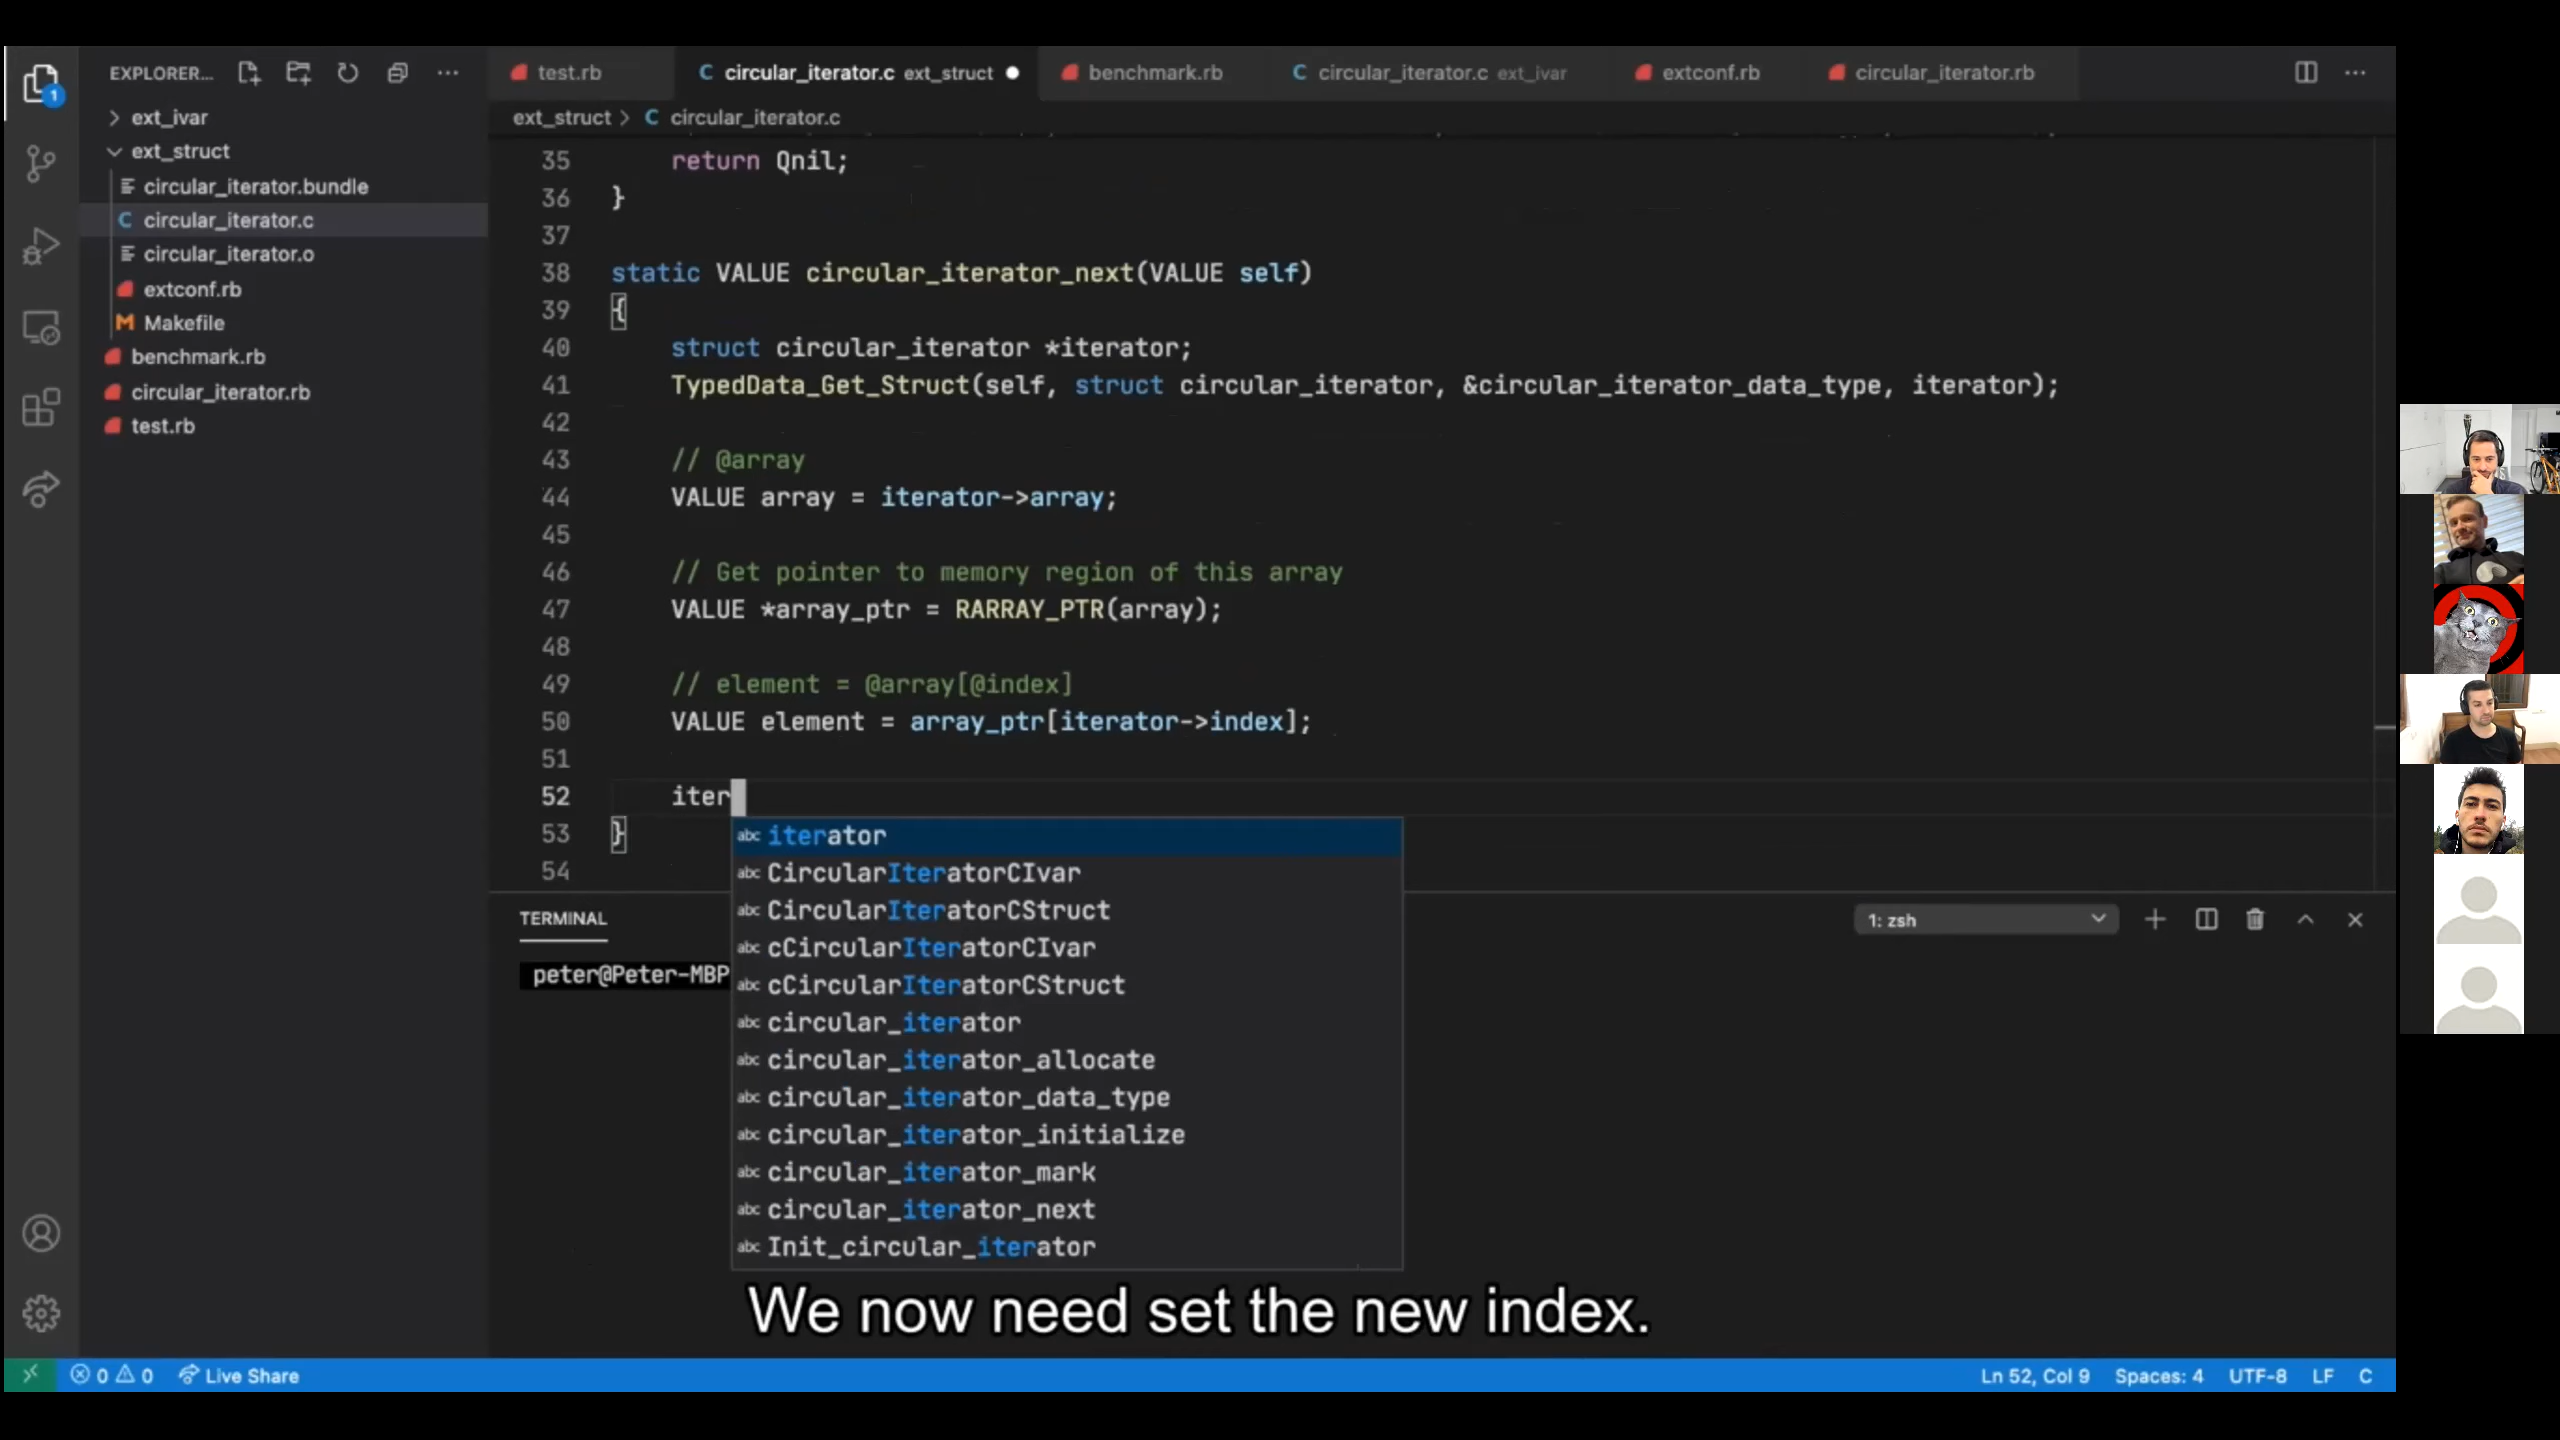 EXPLORER...
test.rb
circular_iterator.c ext_struct
benchmark.rb
circular_iterator.c ext_ivar
extconf.rb
circular_iterator.rb
1
ext_struct > C circular_iterator.c
ext_ivar
ext_struct
circular_iterator.bundle
C circular_iterator.c
circular_iterator.o
extconf.rb
M Makefile
benchmark.rb
circular_iterator.rb
test.rb
35 return Qnil;
36 }
37
38 static VALUE circular_iterator_next(VALUE self)
39 {
40 struct circular_iterator *iterator;
41 TypedData_Get_Struct(self, struct circular_iterator, &circular_iterator_data_type, iterator);
42
43 // @array
44 VALUE array = iterator->array;
45
46 // Get pointer to memory region of this array
47 VALUE *array_ptr = RARRAY_PTR(array);
48
49 // element = @array[@index]
50 VALUE element = array_ptr[iterator->index];
51
52 iter
53 }
54
abc iterator
abc CircularIteratorCIvar
abc CircularIteratorCStruct
abc cCircularIteratorCIvar
abc cCircularIteratorCStruct
abc circular_iterator
abc circular_iterator_allocate
abc circular_iterator_data_type
abc circular_iterator_initialize
abc circular_iterator_mark
abc circular_iterator_next
abc Init_circular_iterator
TERMINAL
1: zsh
peter@Peter-MBP
We now need set the new index.
0 0 Live Share
Ln 52, Col 9 Spaces: 4 UTF-8 LF C